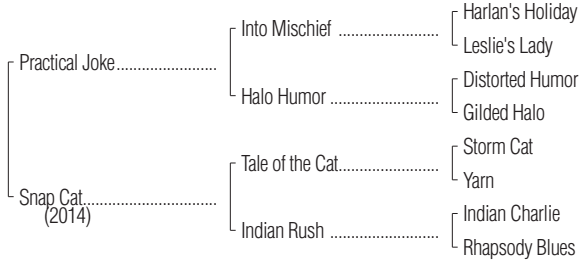 Harlan's Holiday
Into Mischief ........................
Leslie's Lady
Practical Joke........................
Distorted Humor
Halo Humor ..........................
Gilded Halo
Storm Cat
Tale of the Cat........................
Yarn
Snap Cat................................
(2014)
Indian Charlie
Indian Rush ..........................
Rhapsody Blues